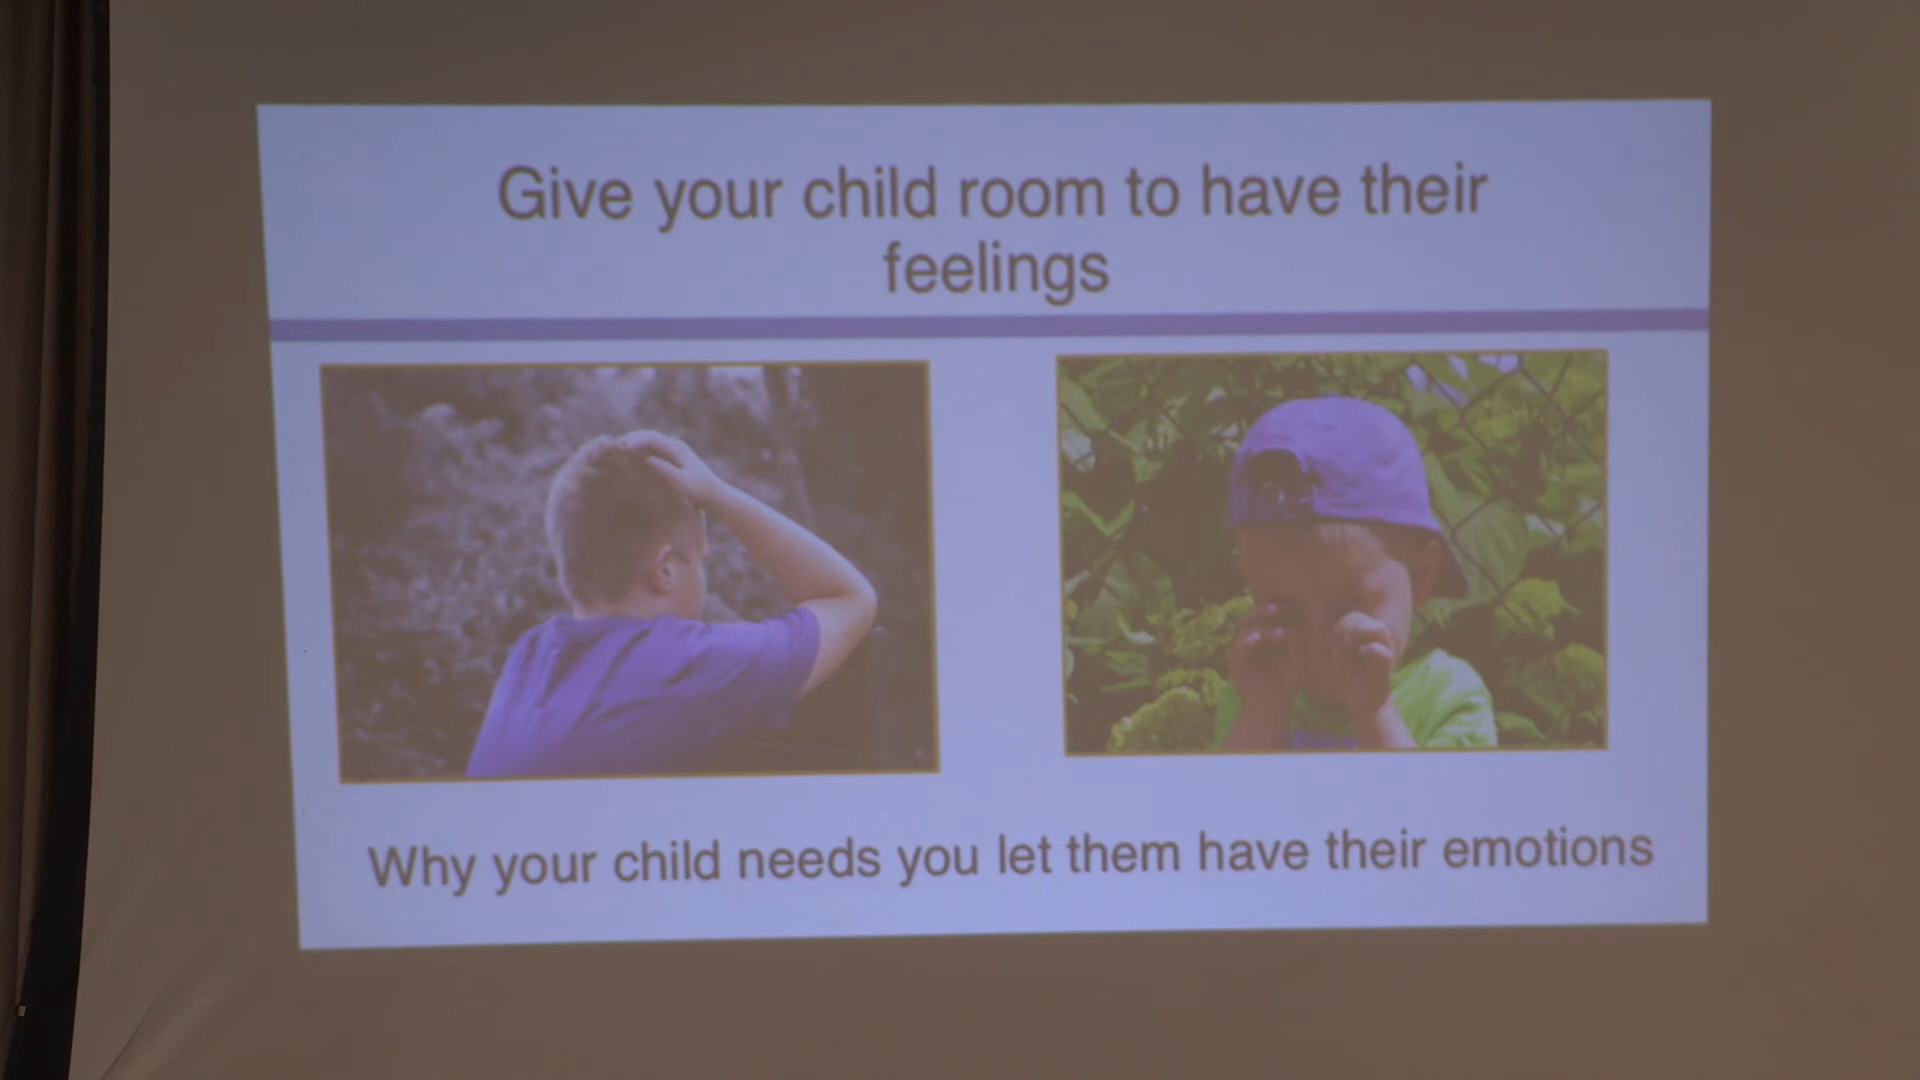 Give your child room to have their
feelings
Why your child needs you let them have their emotions